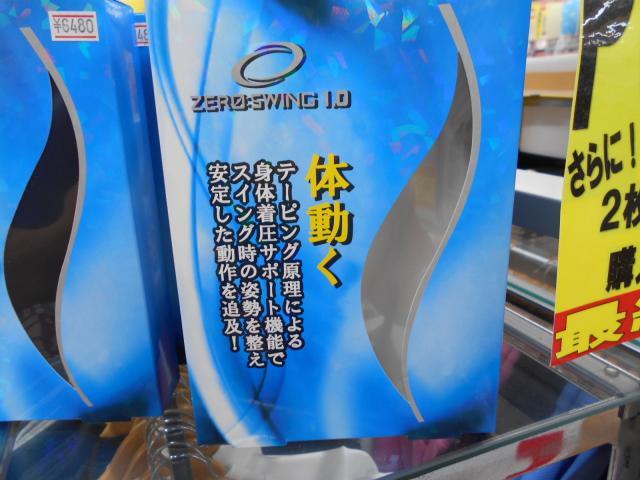 ¥6480
ZERO:SWING 1.0
体動く
テーピング原理による
身体着圧サポート機能で
スイング時の姿勢を整え
安定した動作を追及!
さらに!
2枚
購
最